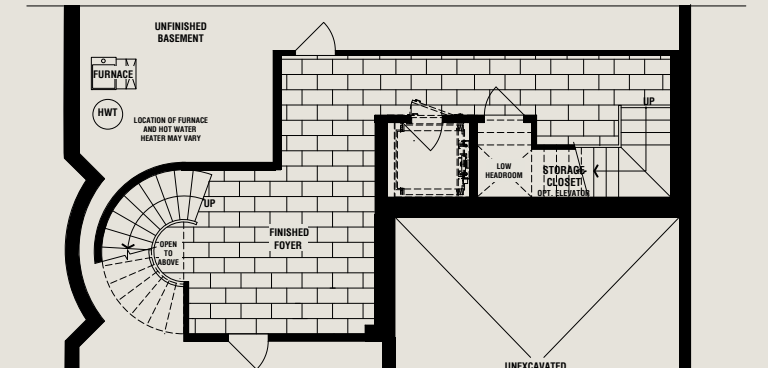 UNFINISHED
BASEMENT
FURNACE
HWT
LOCATION OF FURNACE
AND HOT WATER
HEATER MAY VARY
UP
LOW
HEADROOM
STORAGE
CLOSET
OPT. ELEVATOR
UP
OPEN
TO
ABOVE
FINISHED
FOYER
UNEXCAVATED